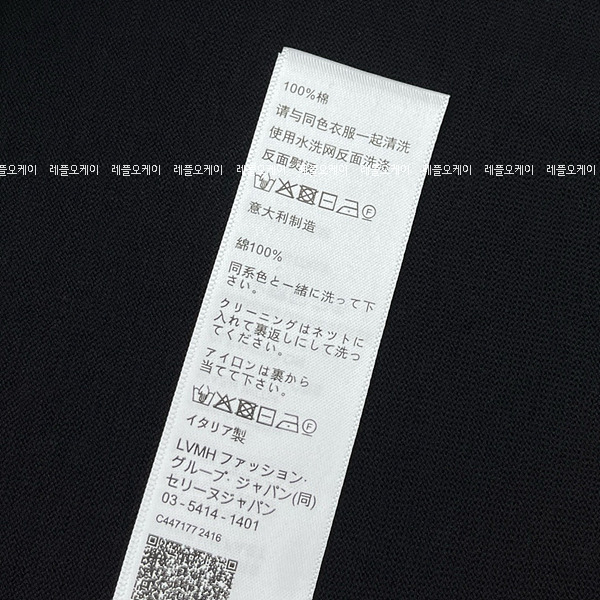 100%棉
请与同色衣服一起清洗
使用水洗网反面洗涤
反面熨
레플오케이 레플오케이 레플오케이 레플오케이 레플오케이 레플오케이 레플오케이 레플오케이 레플오케이 레플오케이
F
意大利制造
綿100%
同系色と一緒に洗って下
さい。
クリーニングはネットに
入れて裏返しにして洗っ
てください。
アイロンは裏から
当てて下さい。
F
イタリア製
LVMH ファッション·
グループ· ジャパン(同)
セリーヌジャパン
03-5414-1401
C447177 2416